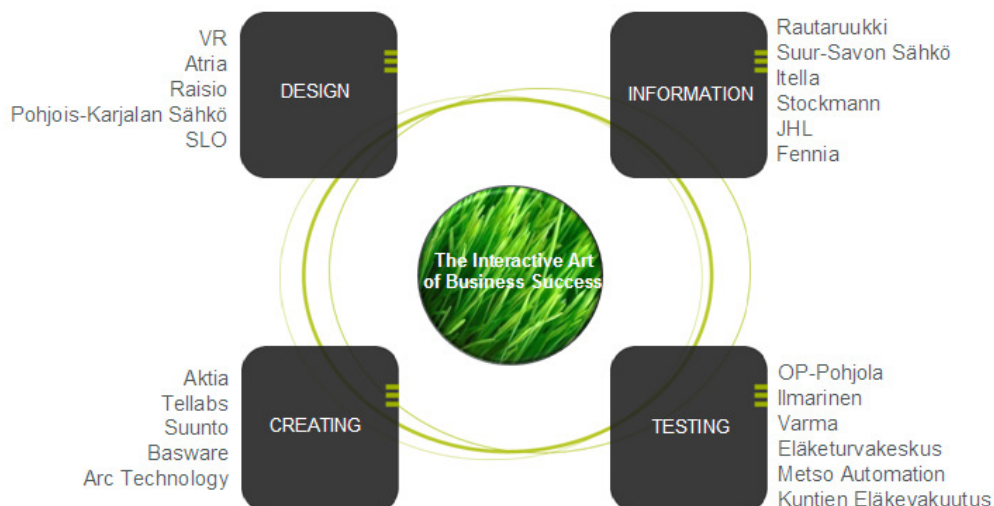 VR
Atria
Raisio
Pohjois-Karjalan Sähkö
SLO
DESIGN
INFORMATION
Rautaruukki
Suur-Savon Sähkö
Itella
Stockmann
JHL
Fennia
The Interactive Art
of Business Success
Aktia
Tellabs
Suunto
Basware
Arc Technology
CREATING
TESTING
OP-Pohjola
Ilmarinen
Varma
Eläketurvakeskus
Metso Automation
Kuntien Eläkevakuutus